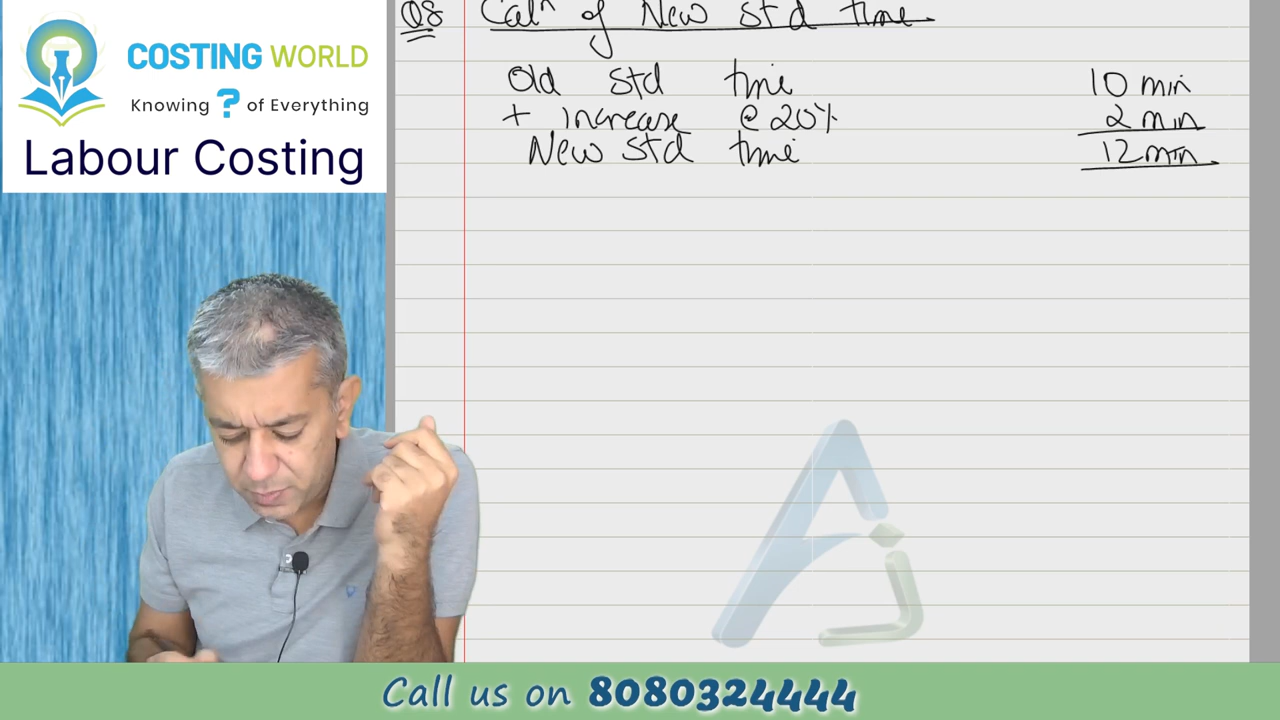 COSTING WORLD
Knowing ? of Everything
Labour Costing
Q8 Calⁿ of New std time
Old std time 10 min
+ increase @ 20% 2 min
New std time 12 min
Call us on 8080324444